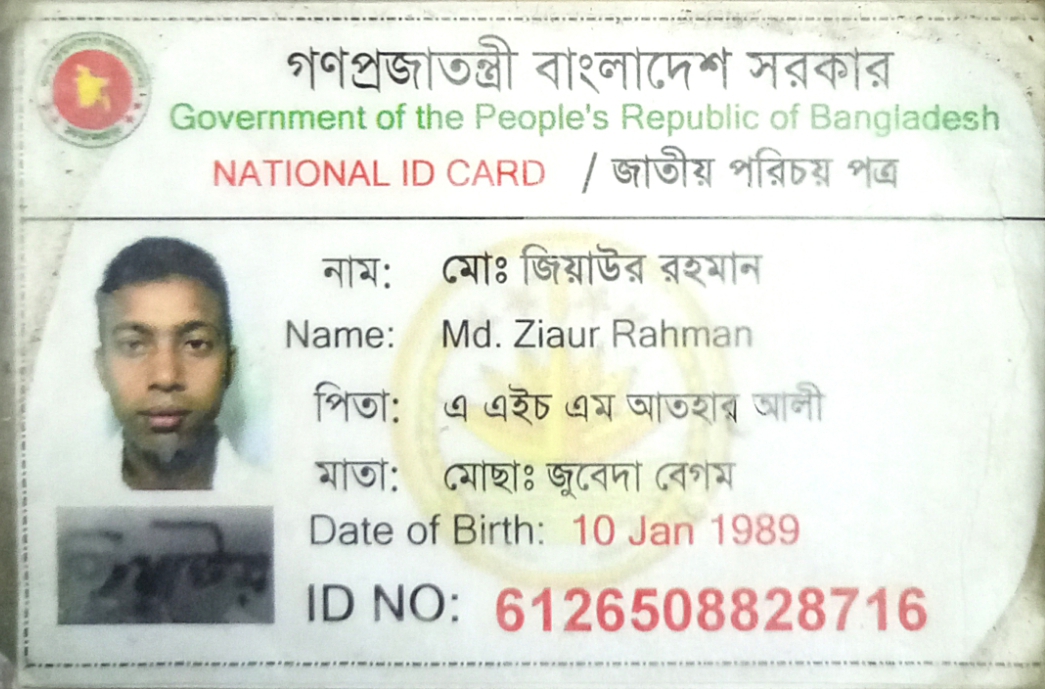 গণপ্রজাতন্ত্রী বাংলাদেশ সরকার
Government of the People's Republic of Bangladesh
NATIONAL ID CARD / জাতীয় পরিচয় পত্র
নাম: মোঃ জিয়াউর রহমান
Name: Md. Ziaur Rahman
পিতা: এ এইচ এম আতহার আলী
মাতা: মোছাঃ জুবেদা বেগম
Date of Birth: 10 Jan 1989
ID NO: 6126508828716